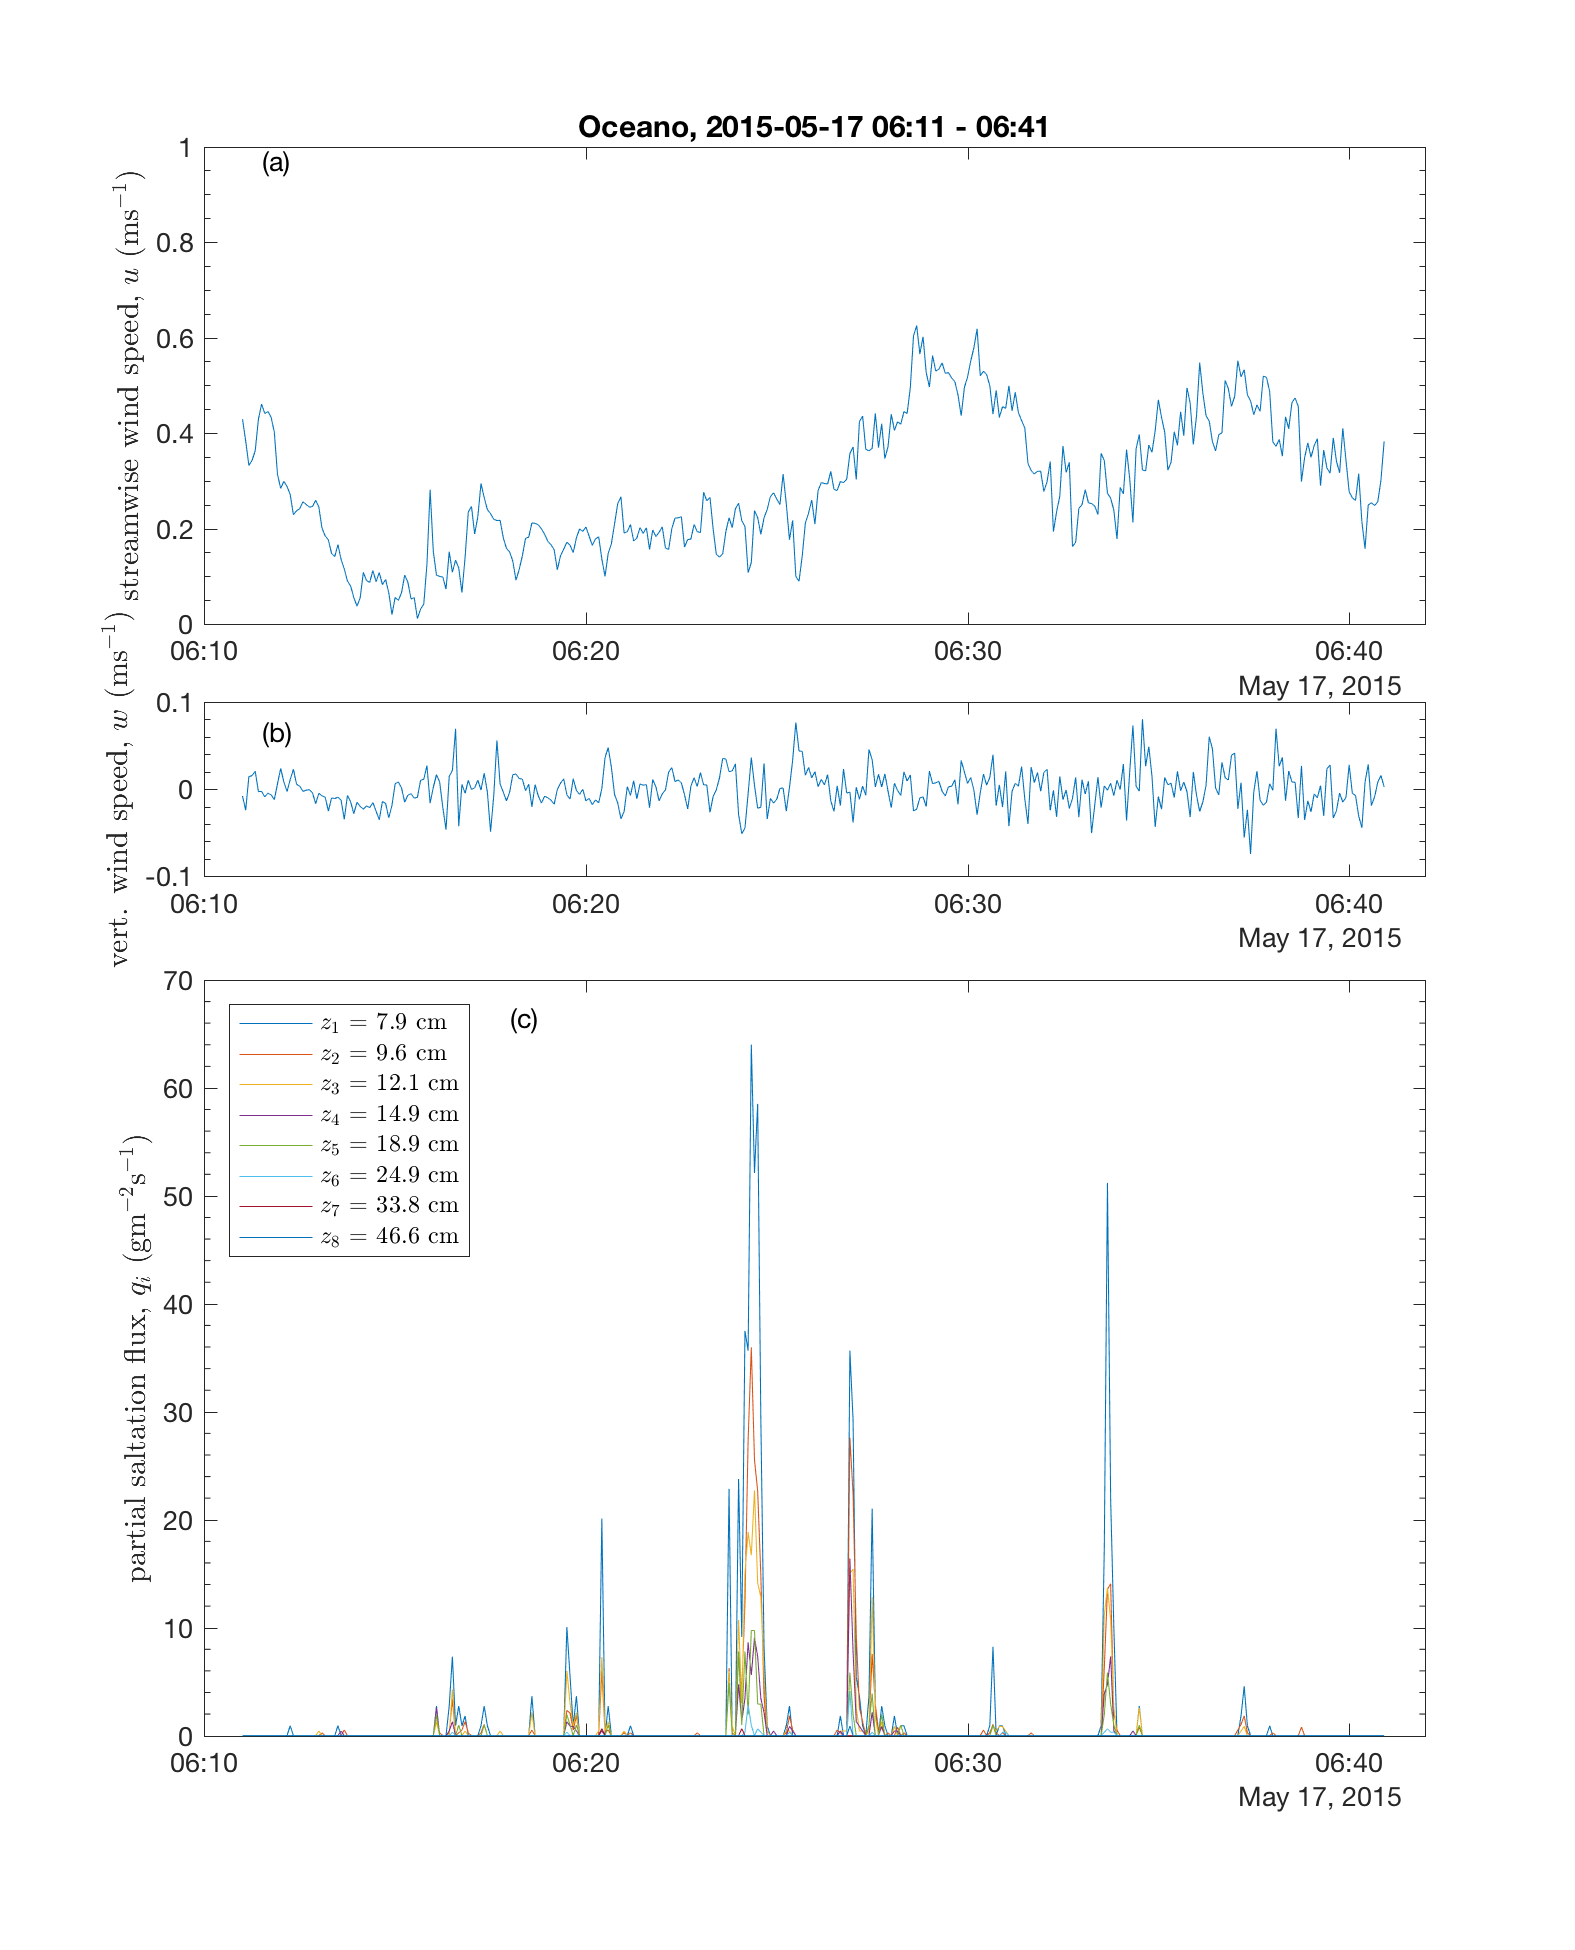 Oceano, 2015-05-17 06:11 - 06:41
(a)
streamwise wind speed, u (ms⁻¹)
1
0.8
0.6
0.4
0.2
0
06:10 06:20 06:30 06:40
May 17, 2015
(b)
vert. wind speed, w (ms⁻¹)
0.1
0
-0.1
06:10 06:20 06:30 06:40
May 17, 2015
(c)
partial saltation flux, qᵢ (gm⁻²s⁻¹)
70
60
50
40
30
20
10
0
z₁ = 7.9 cm
z₂ = 9.6 cm
z₃ = 12.1 cm
z₄ = 14.9 cm
z₅ = 18.9 cm
z₆ = 24.9 cm
z₇ = 33.8 cm
z₈ = 46.6 cm
06:10 06:20 06:30 06:40
May 17, 2015